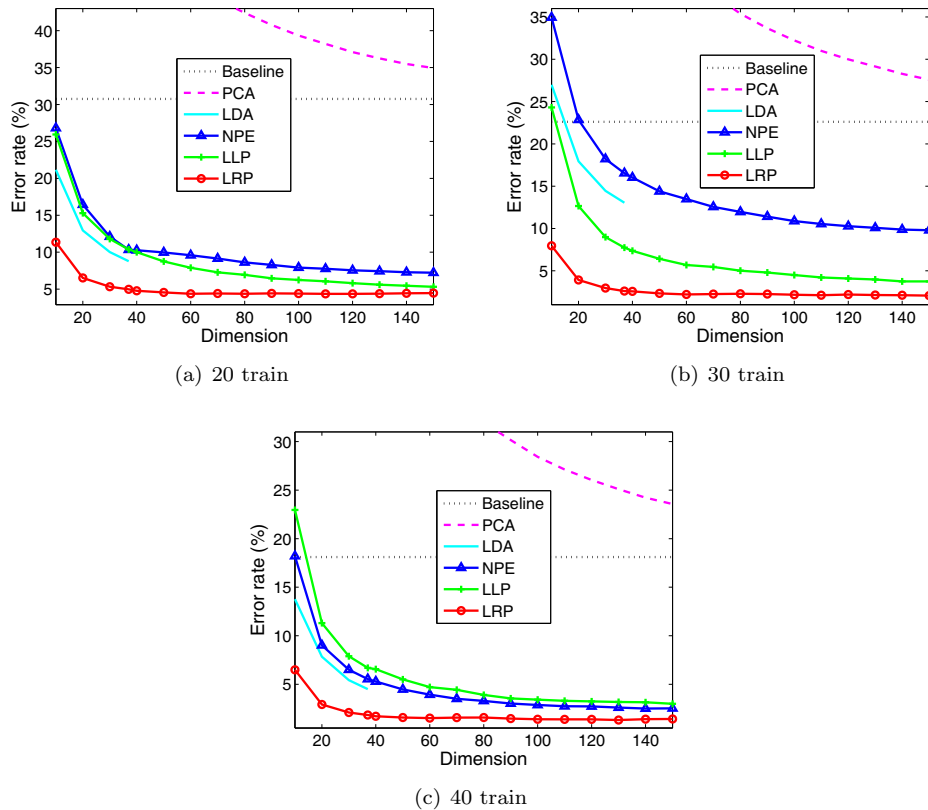 Error rate (%)
43
40
35
30
25
20
15
10
5
Baseline
PCA
LDA
NPE
LLP
LRP
20 40 60 80 100 120 140
Dimension
(a) 20 train
Error rate (%)
36
35
30
25
20
15
10
5
Baseline
PCA
LDA
NPE
LLP
LRP
20 40 60 80 100 120 140
Dimension
(b) 30 train
Error rate (%)
30
25
20
15
10
5
Baseline
PCA
LDA
NPE
LLP
LRP
20 40 60 80 100 120 140
Dimension
(c) 40 train